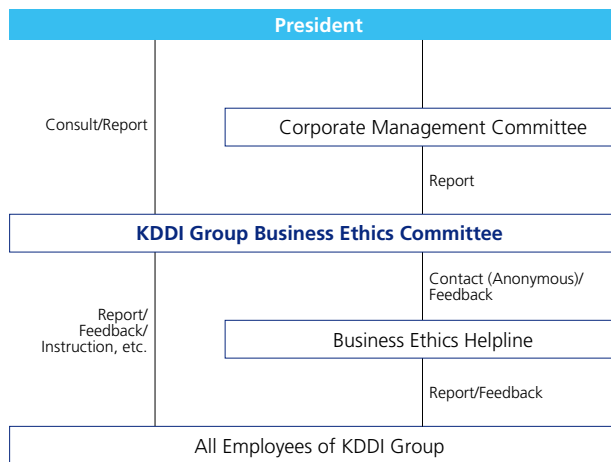 President
Consult/Report
Corporate Management Committee
Report
KDDI Group Business Ethics Committee
Contact (Anonymous)/
Feedback
Report/
Feedback/
Instruction, etc.
Business Ethics Helpline
Report/Feedback
All Employees of KDDI Group